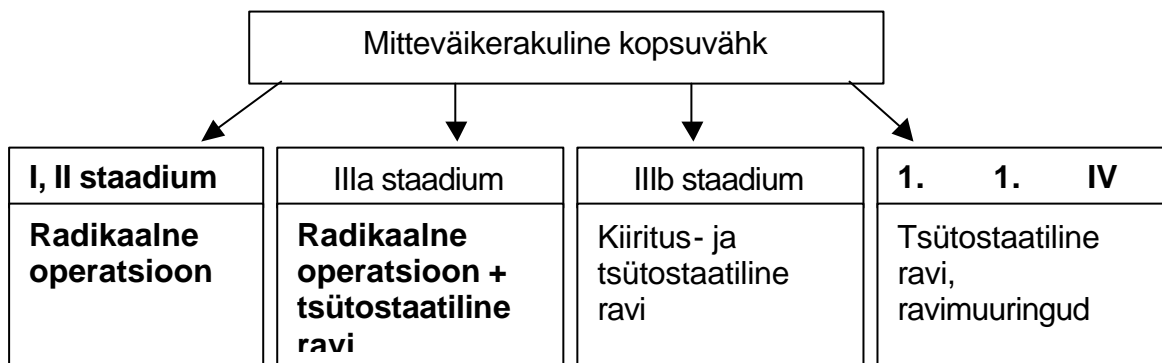 Mitteväikerakuline kopsuvähk
I, II staadium
Radikaalne
operatsioon
IIIa staadium
Radikaalne
operatsioon +
tsütostaatiline
ravi
IIIb staadium
Kiiritus- ja
tsütostaatiline
ravi
1. 1. IV
Tsütostaatiline
ravi,
ravimuuringud